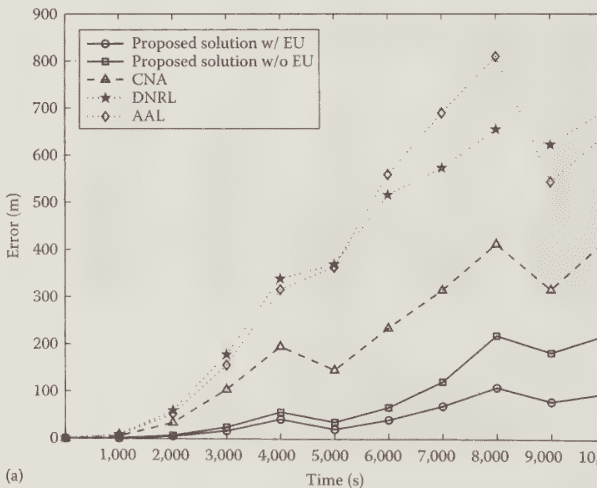 900
800
700
600
500
400
300
200
100
0
Error (m)
Proposed solution w/ EU
Proposed solution w/o EU
CNA
DNRL
AAL
1,000 2,000 3,000 4,000 5,000 6,000 7,000 8,000 9,000
Time (s)
(a)